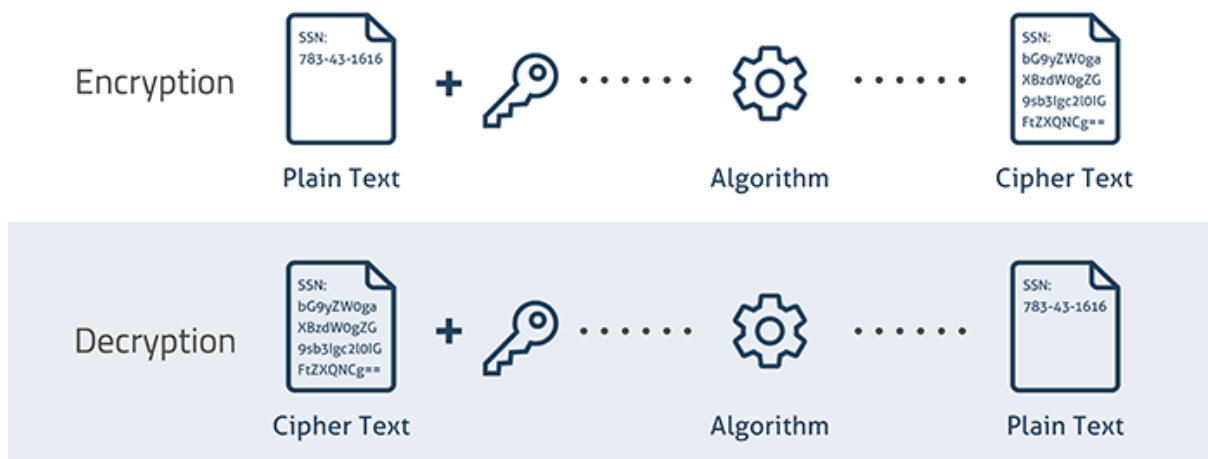 Encryption
SSN:
783-43-1616
+
Plain Text
Algorithm
SSN:
bG9yZW0ga
XBzdW0gZG
9sb3Igc2l0IG
FtZXQNCg==
Cipher Text
Decryption
SSN:
bG9yZW0ga
XBzdW0gZG
9sb3Igc2l0IG
FtZXQNCg==
+
Cipher Text
Algorithm
SSN:
783-43-1616
Plain Text